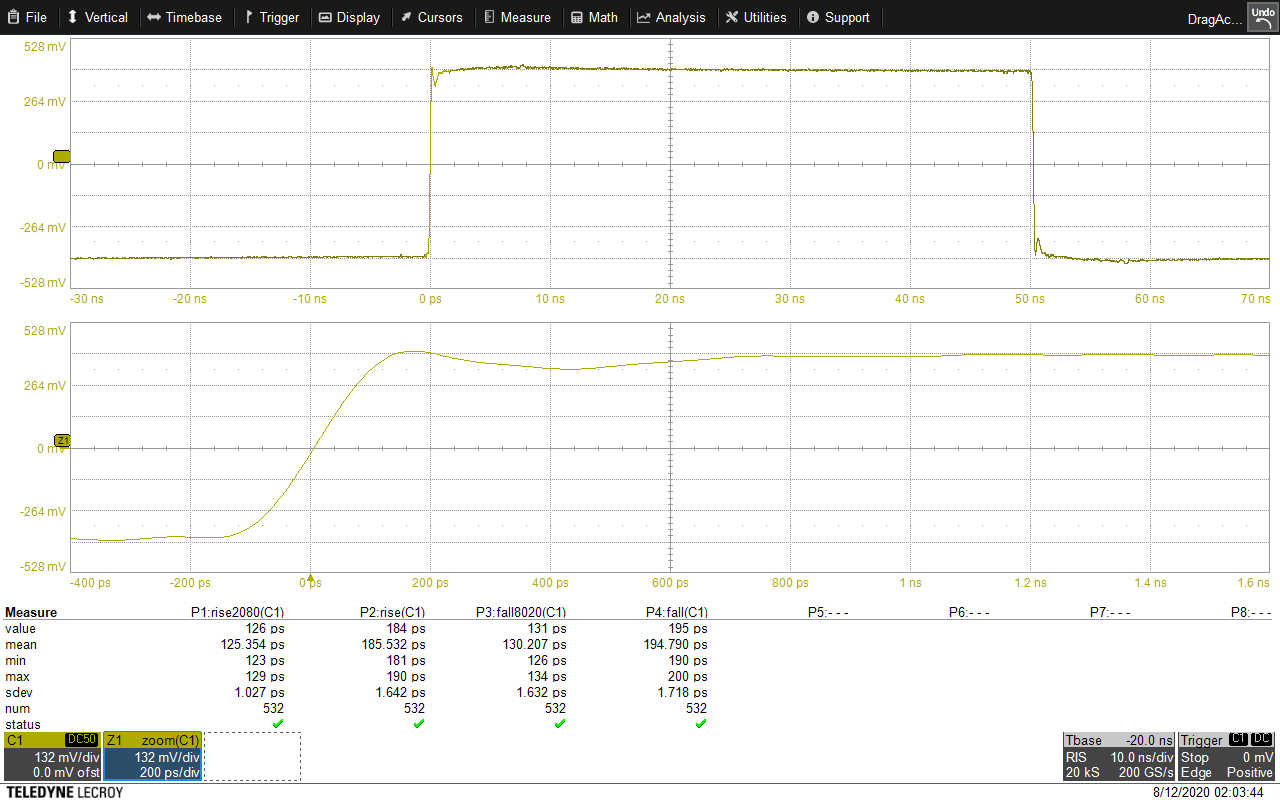 File Vertical Timebase Trigger Display Cursors Measure Math Analysis Utilities Support DragAc... Undo
528 mV
264 mV
0 mV
-264 mV
-528 mV
-30 ns -20 ns -10 ns 0 ps 10 ns 20 ns 30 ns 40 ns 50 ns 60 ns 70 ns
528 mV
264 mV
Z1
0 mV
-264 mV
-528 mV
-400 ps -200 ps 0 ps 200 ps 400 ps 600 ps 800 ps 1 ns 1.2 ns 1.4 ns 1.6 ns
Measure P1:rise2080(C1) P2:rise(C1) P3:fall8020(C1) P4:fall(C1) P5:- - - P6:- - - P7:- - - P8:- - -
value 126 ps 184 ps 131 ps 195 ps
mean 125.354 ps 185.532 ps 130.207 ps 194.790 ps
min 123 ps 181 ps 126 ps 190 ps
max 129 ps 190 ps 134 ps 200 ps
sdev 1.027 ps 1.642 ps 1.632 ps 1.718 ps
num 532 532 532 532
status
C1 DC50 Z1 zoom(C1) Tbase -20.0 ns Trigger C1 DC
132 mV/div 132 mV/div RIS 10.0 ns/div Stop 0 mV
0.0 mV ofst 200 ps/div 20 kS 200 GS/s Edge Positive
TELEDYNE LECROY 8/12/2020 02:03:44